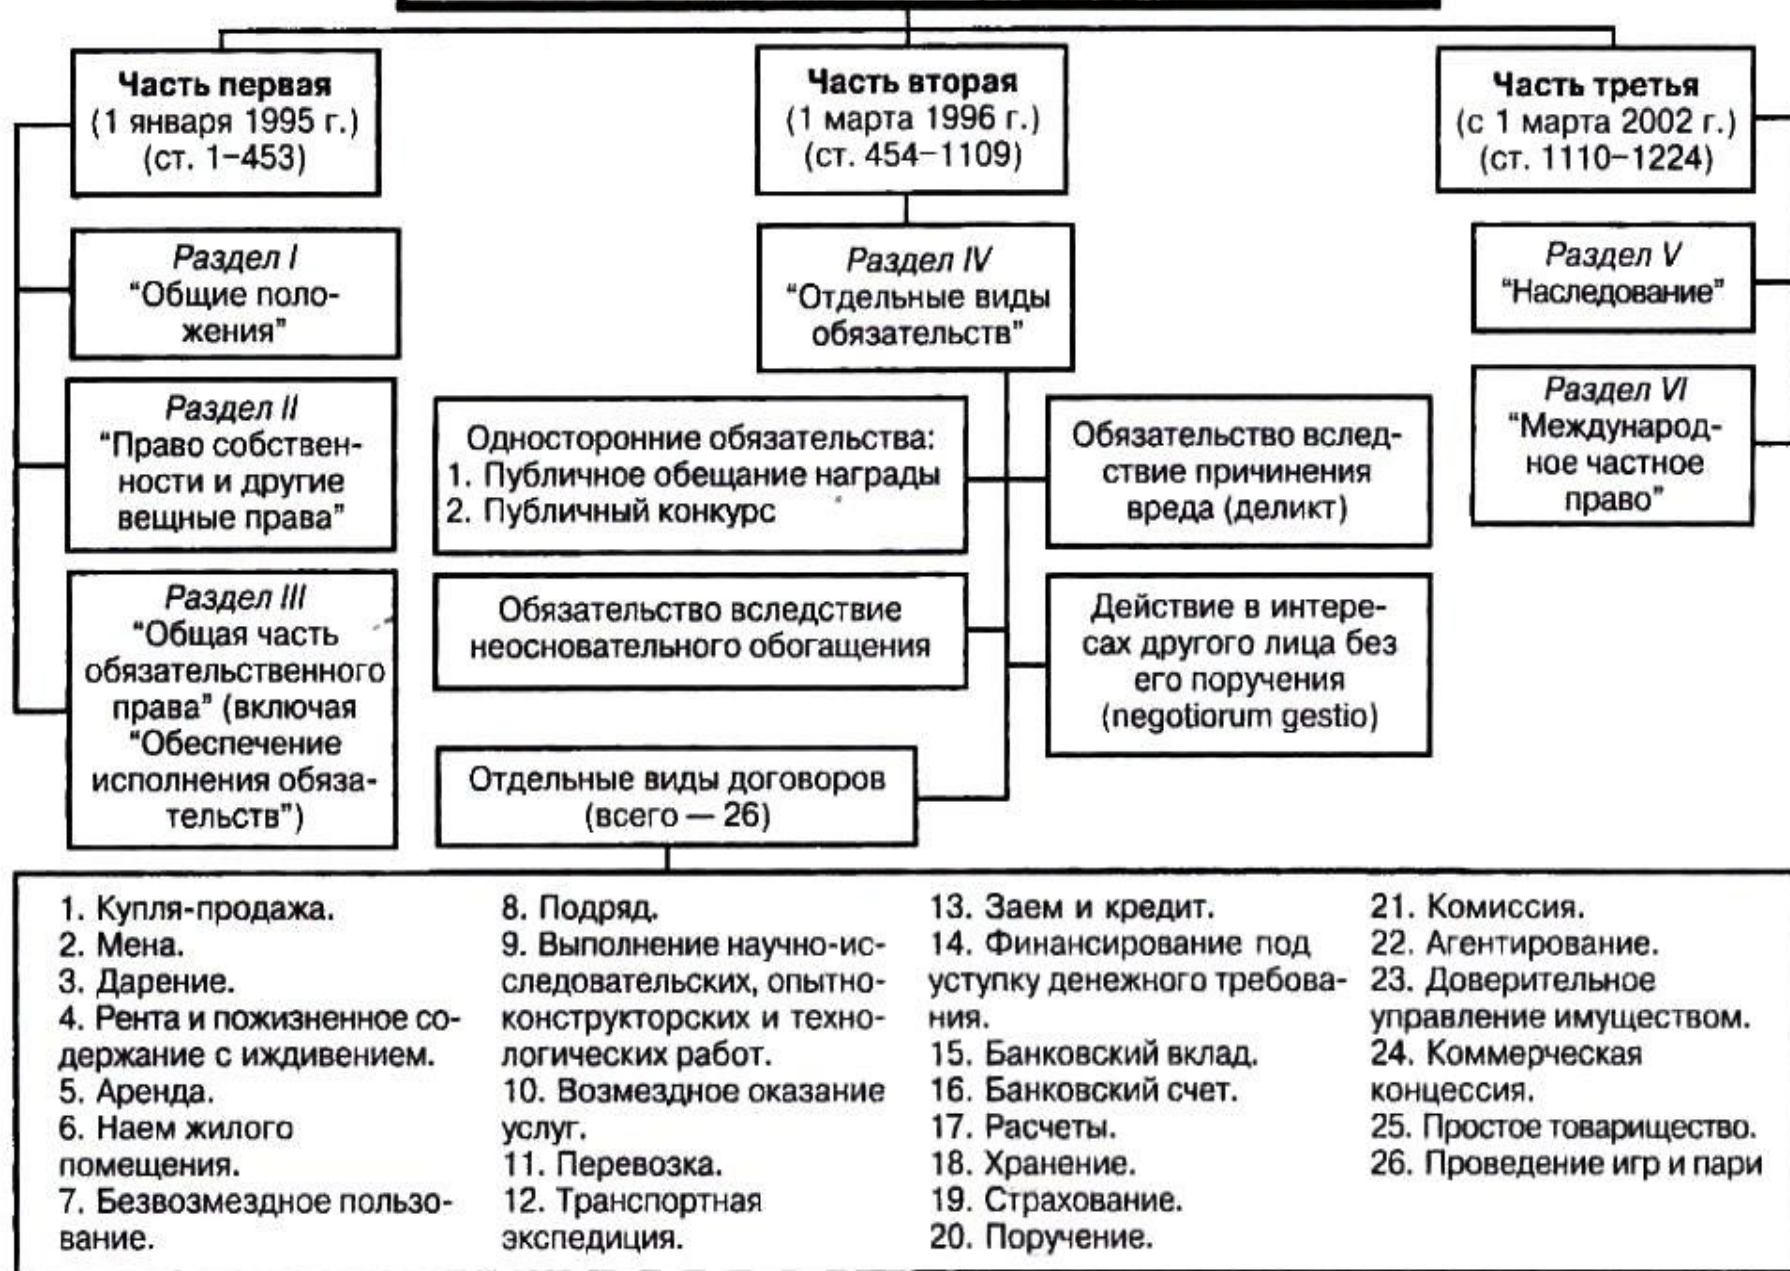 Часть первая
(1 января 1995 г.)
(ст. 1–453)
Часть вторая
(1 марта 1996 г.)
(ст. 454–1109)
Часть третья
(с 1 марта 2002 г.)
(ст. 1110–1224)
Раздел I
“Общие поло-
жения”
Раздел II
“Право собствен-
ности и другие
вещные права”
Раздел III
“Общая часть
обязательственного
права” (включая
“Обеспечение
исполнения обяза-
тельств”)
Раздел IV
“Отдельные виды
обязательств”
Односторонние обязательства:
1. Публичное обещание награды
2. Публичный конкурс
Обязательство вслед-
ствие причинения
вреда (деликт)
Обязательство вследствие
неосновательного обогащения
Действие в интере-
сах другого лица без
его поручения
(negotiorum gestio)
Отдельные виды договоров
(всего — 26)
Раздел V
“Наследование”
Раздел VI
“Международ-
ное частное
право”
1. Купля-продажа.
2. Мена.
3. Дарение.
4. Рента и пожизненное со-
держание с иждивением.
5. Аренда.
6. Наем жилого
помещения.
7. Безвозмездное пользо-
вание.
8. Подряд.
9. Выполнение научно-ис-
следовательских, опытно-
конструкторских и техно-
логических работ.
10. Возмездное оказание
услуг.
11. Перевозка.
12. Транспортная
экспедиция.
13. Заем и кредит.
14. Финансирование под
уступку денежного требова-
ния.
15. Банковский вклад.
16. Банковский счет.
17. Расчеты.
18. Хранение.
19. Страхование.
20. Поручение.
21. Комиссия.
22. Агентирование.
23. Доверительное
управление имуществом.
24. Коммерческая
концессия.
25. Простое товарищество.
26. Проведение игр и пари